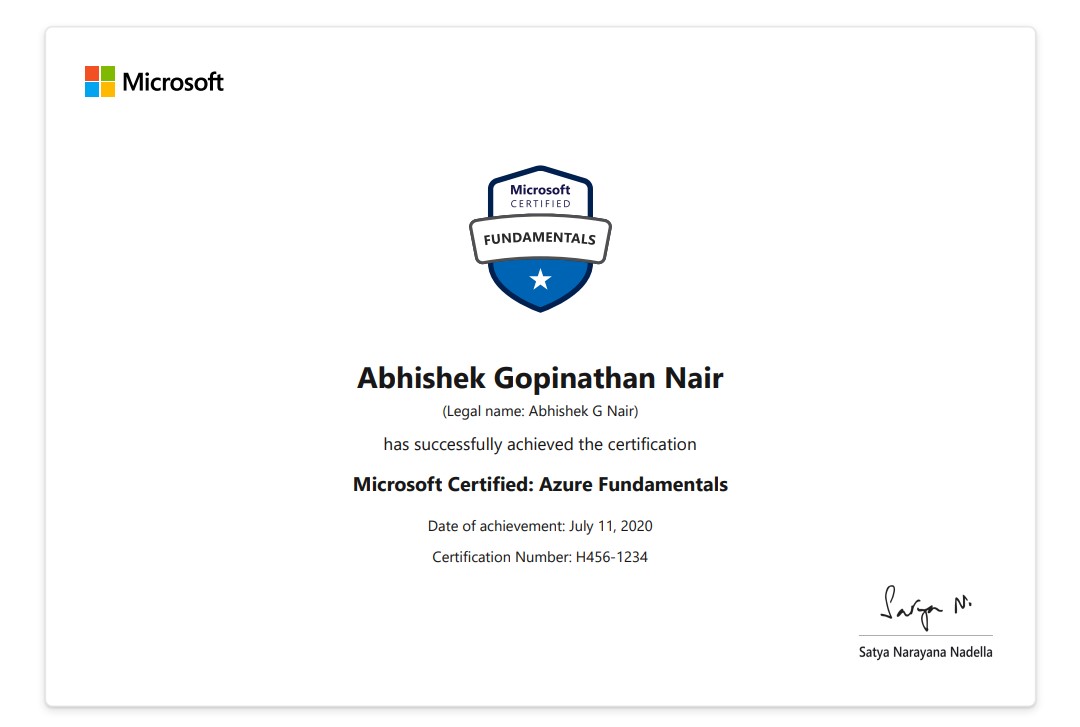 Microsoft
Microsoft
CERTIFIED
FUNDAMENTALS
Abhishek Gopinathan Nair
(Legal name: Abhishek G Nair)
has successfully achieved the certification
Microsoft Certified: Azure Fundamentals
Date of achievement: July 11, 2020
Certification Number: H456-1234
Satya N.
Satya Narayana Nadella